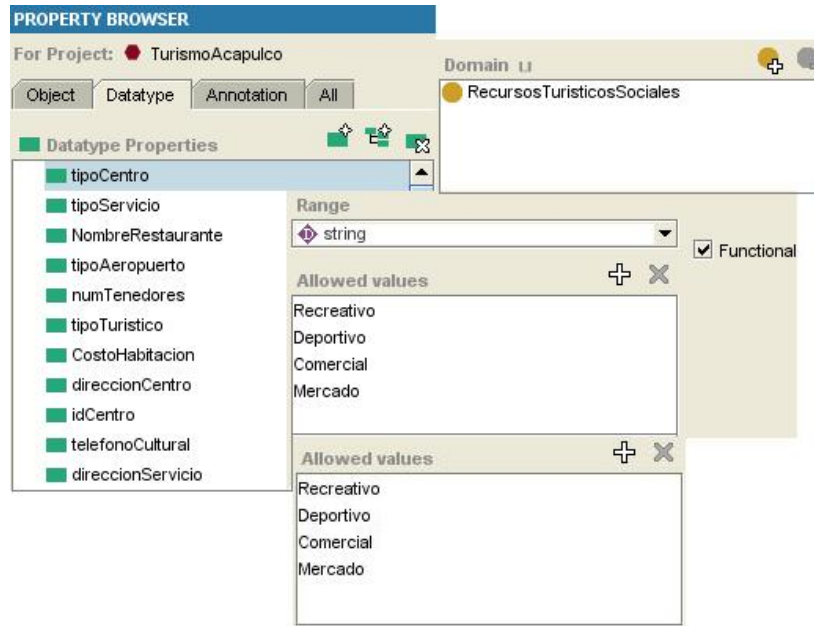 PROPERTY BROWSER
For Project: TurismoAcapulco
Object Datatype Annotation All
Datatype Properties
tipoCentro
tipoServicio
NombreRestaurante
tipoAeropuerto
numTenedores
tipoTuristico
CostoHabitacion
direccionCentro
idCentro
telefonoCultural
direccionServicio
Domain ⊔
RecursosTuristicosSociales
Range
string
Functional
Allowed values
Recreativo
Deportivo
Comercial
Mercado
Allowed values
Recreativo
Deportivo
Comercial
Mercado